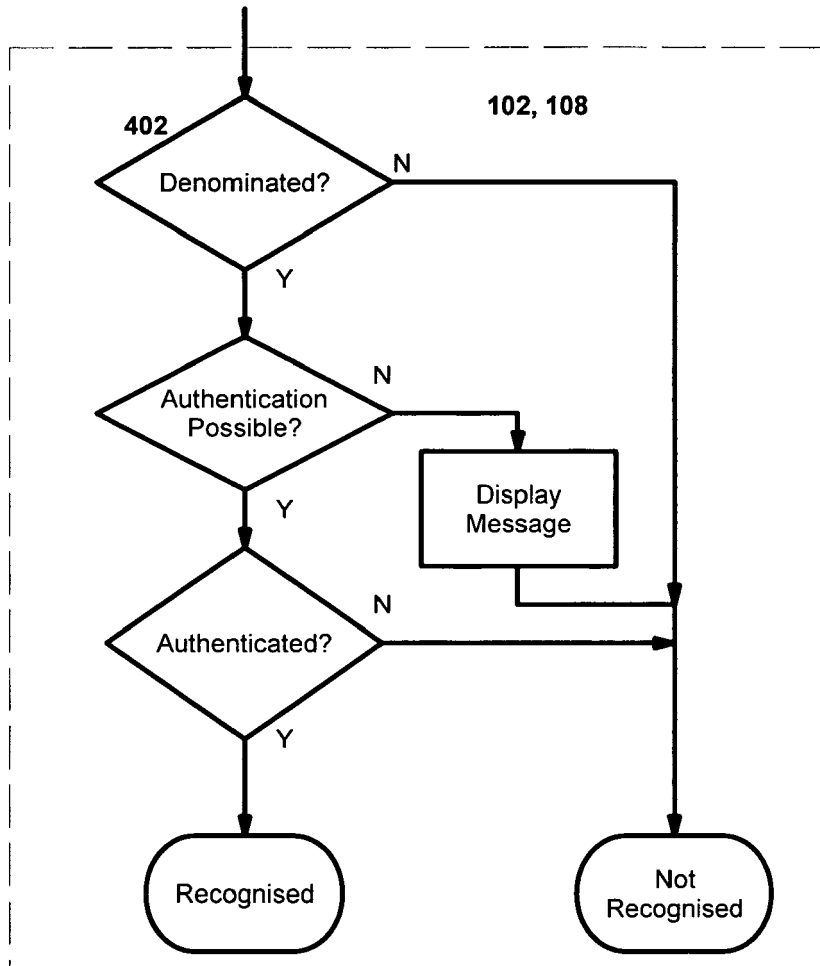 402
102, 108
Denominated?
N
Y
Authentication
Possible?
N
Y
Display
Message
Authenticated?
N
Y
Recognised
Not
Recognised